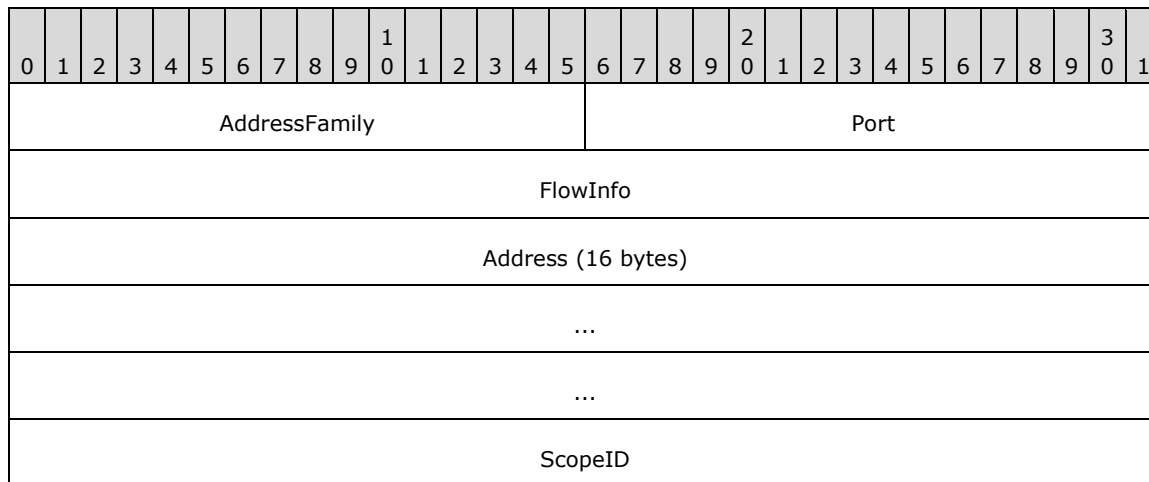 1 2 3
0 1 2 3 4 5 6 7 8 9 0 1 2 3 4 5 6 7 8 9 0 1 2 3 4 5 6 7 8 9 0 1
AddressFamily Port
FlowInfo
Address (16 bytes)
...
...
ScopeID